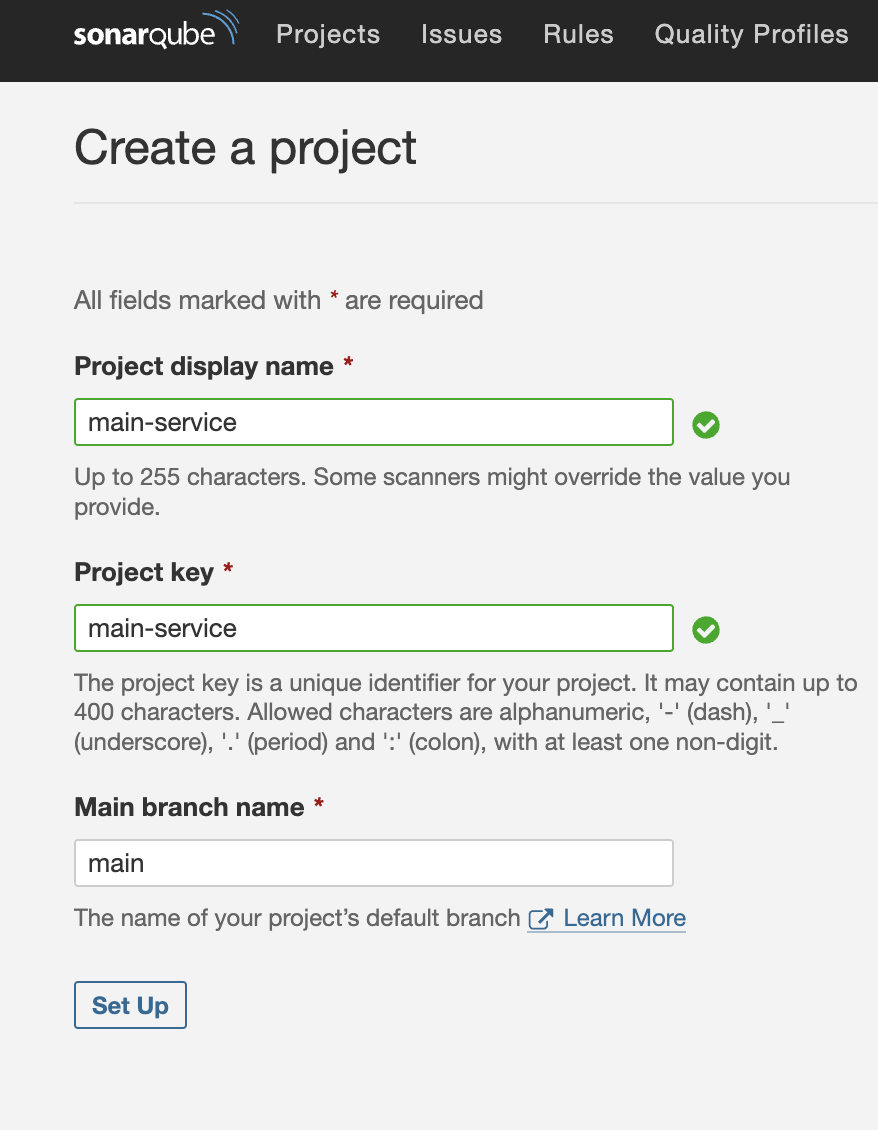 sonarqube Projects Issues Rules Quality Profiles
Create a project
All fields marked with * are required
Project display name *
main-service
Up to 255 characters. Some scanners might override the value you
provide.
Project key *
main-service
The project key is a unique identifier for your project. It may contain up to
400 characters. Allowed characters are alphanumeric, '-' (dash), '_'
(underscore), '.' (period) and ':' (colon), with at least one non-digit.
Main branch name *
main
The name of your project’s default branch Learn More
Set Up